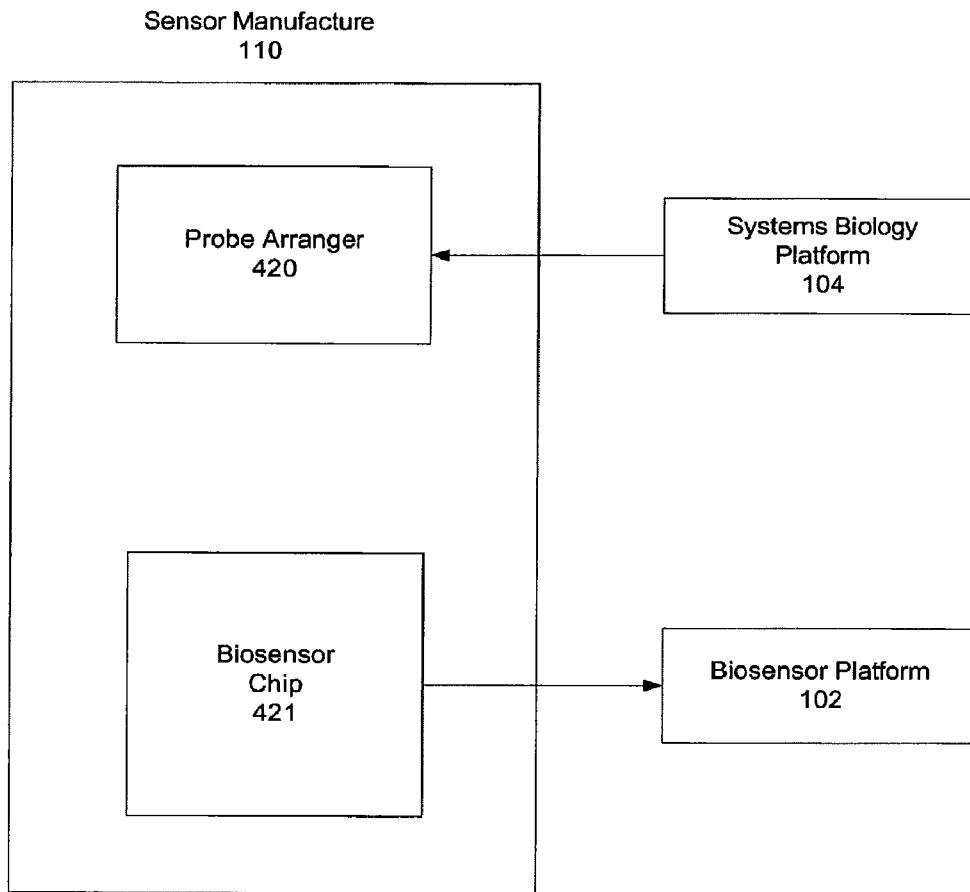 Sensor Manufacture
110
Probe Arranger
420
Systems Biology
Platform
104
Biosensor
Chip
421
Biosensor Platform
102